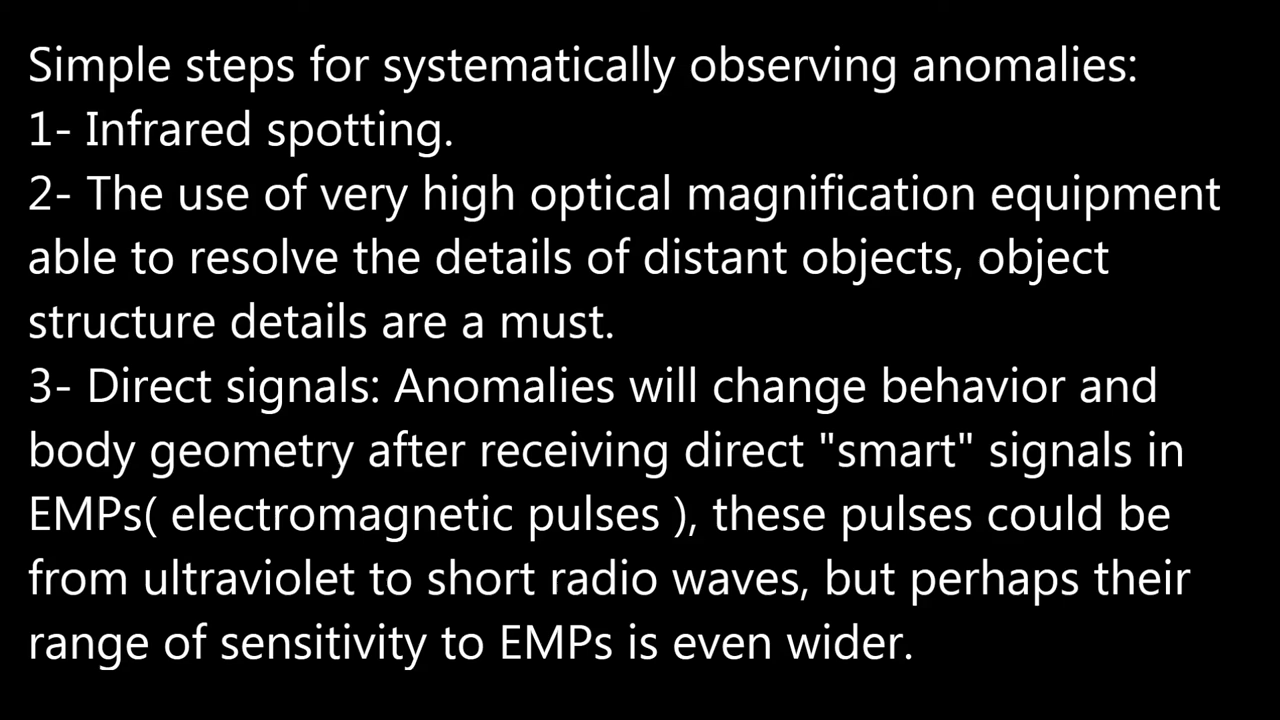 Simple steps for systematically observing anomalies:
1- Infrared spotting.
2- The use of very high optical magnification equipment
able to resolve the details of distant objects, object
structure details are a must.
3- Direct signals: Anomalies will change behavior and
body geometry after receiving direct "smart" signals in
EMPs( electromagnetic pulses ), these pulses could be
from ultraviolet to short radio waves, but perhaps their
range of sensitivity to EMPs is even wider.